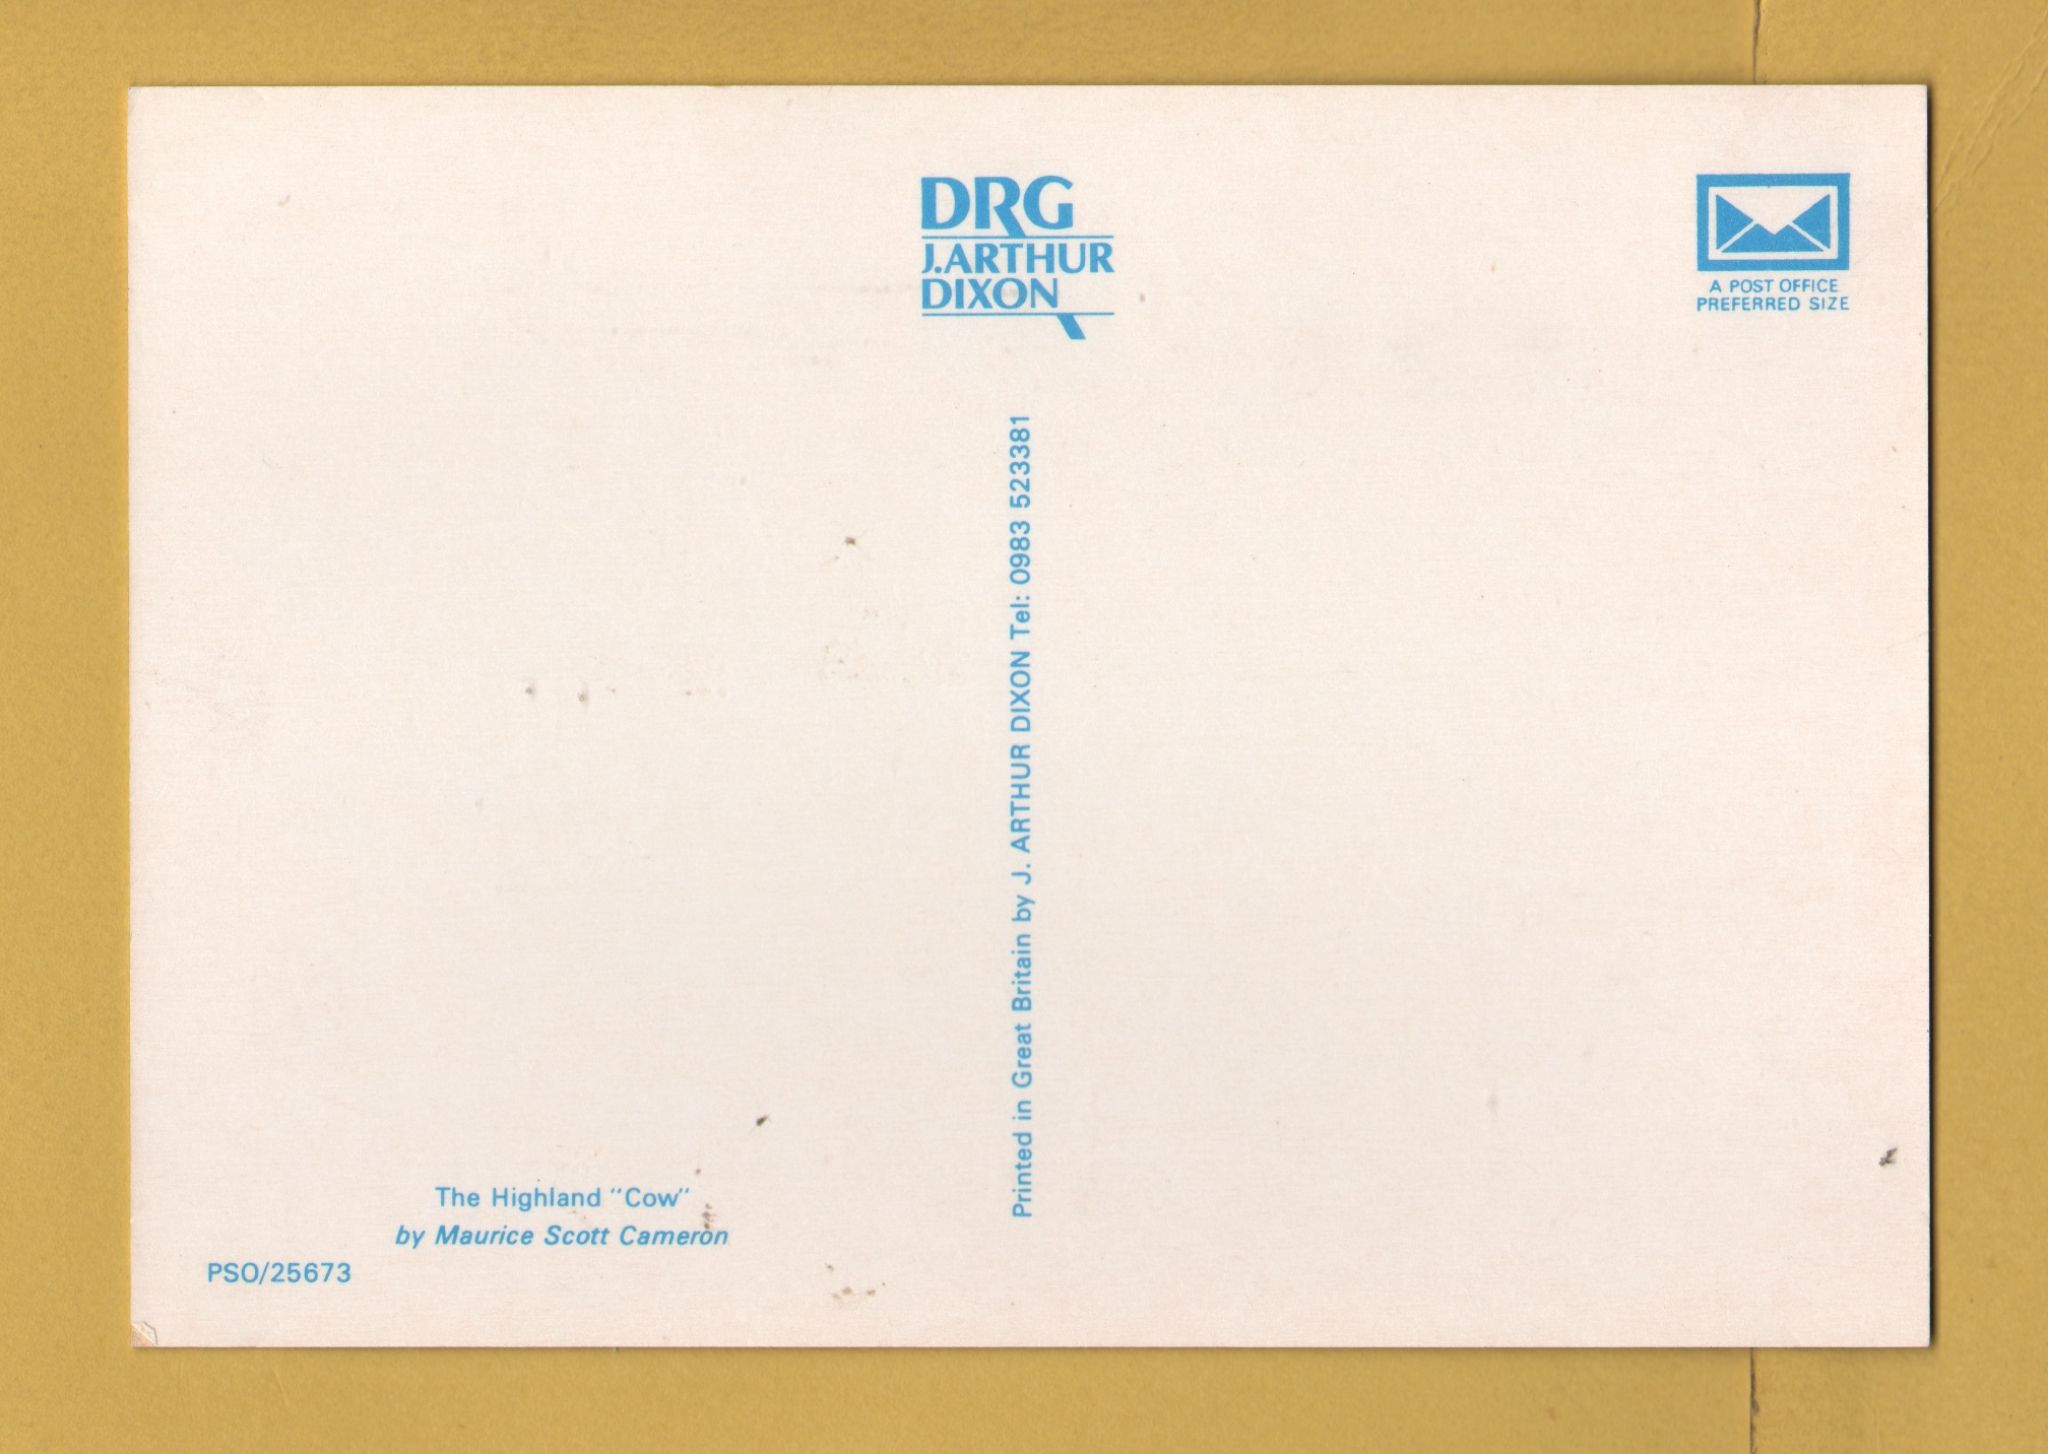 DRG
J.ARTHUR
DIXON
A POST OFFICE
PREFERRED SIZE
Printed in Great Britain by J. ARTHUR DIXON Tel: 0983 523381
The Highland "Cow"
by Maurice Scott Cameron
PSO/25673